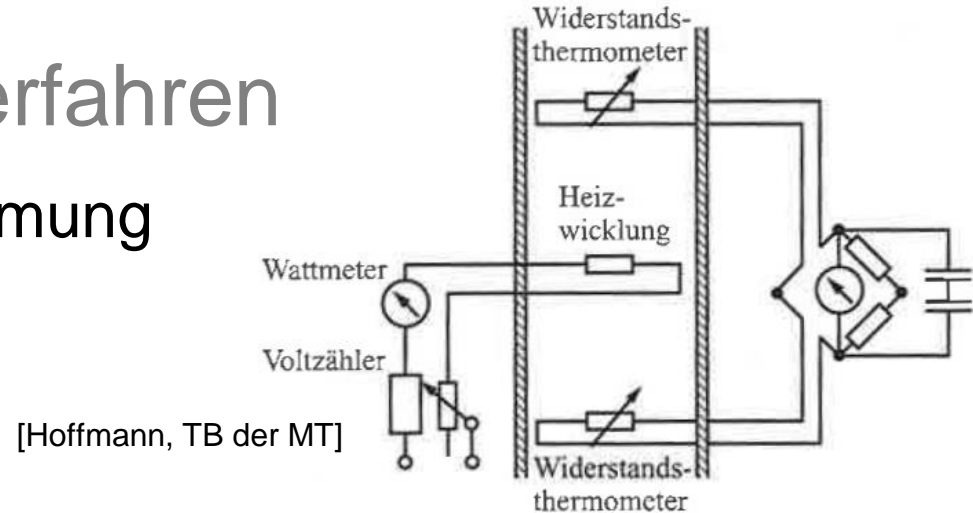 erfahren
mung
[Hoffmann, TB der MT]
Widerstands-
thermometer
Heiz-
wicklung
Wattmeter
Voltzähler
Widerstands-
thermometer